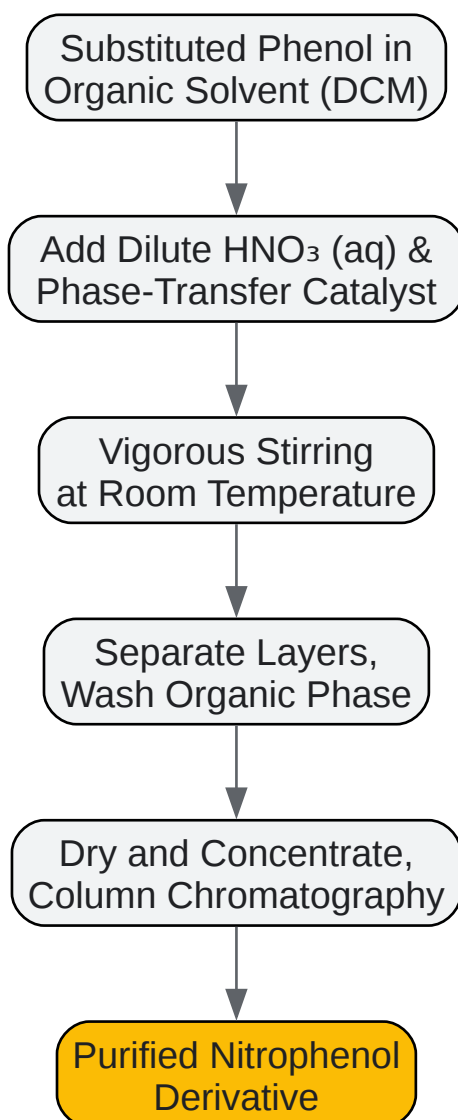 Substituted Phenol in
Organic Solvent (DCM)
Add Dilute HNO₃ (aq) &
Phase-Transfer Catalyst
Vigorous Stirring
at Room Temperature
Separate Layers,
Wash Organic Phase
Dry and Concentrate,
Column Chromatography
Purified Nitrophenol
Derivative